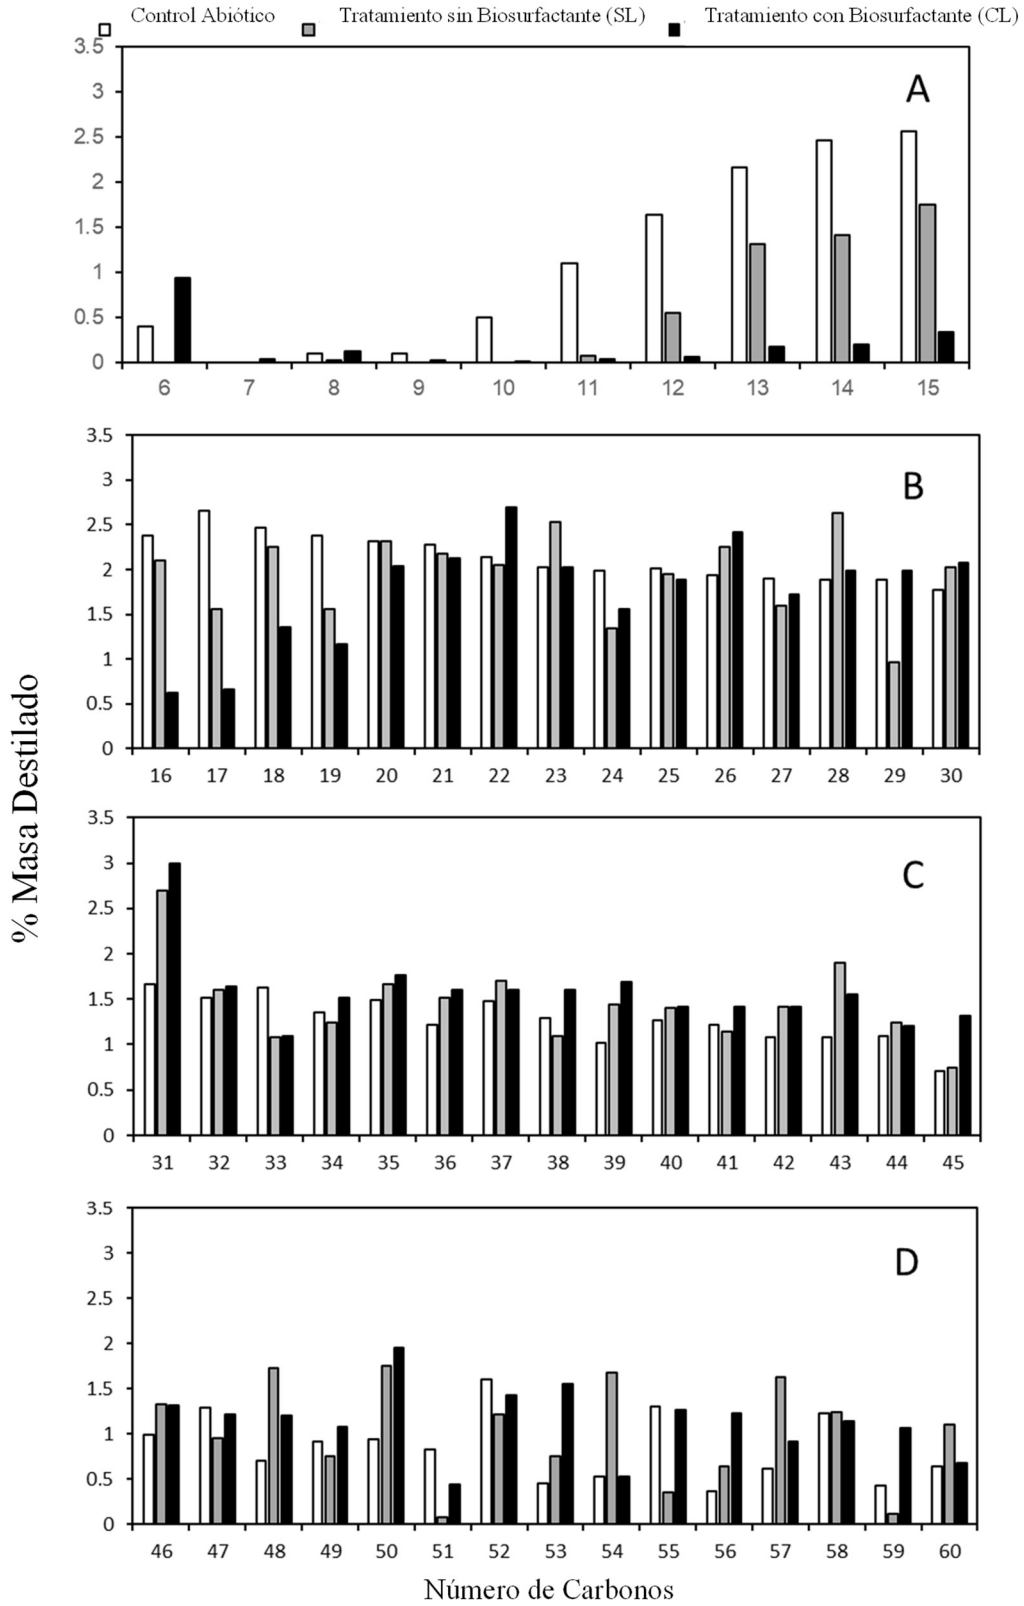 Control Abiótico Tratamiento sin Biosurfactante (SL) Tratamiento con Biosurfactante (CL)
3.5
3
2.5
2
1.5
1
0.5
0
A
6 7 8 9 10 11 12 13 14 15
3.5
3
2.5
2
1.5
1
0.5
0
B
16 17 18 19 20 21 22 23 24 25 26 27 28 29 30
% Masa Destilado
3.5
3
2.5
2
1.5
1
0.5
0
C
31 32 33 34 35 36 37 38 39 40 41 42 43 44 45
3.5
3
2.5
2
1.5
1
0.5
0
D
46 47 48 49 50 51 52 53 54 55 56 57 58 59 60
Número de Carbonos